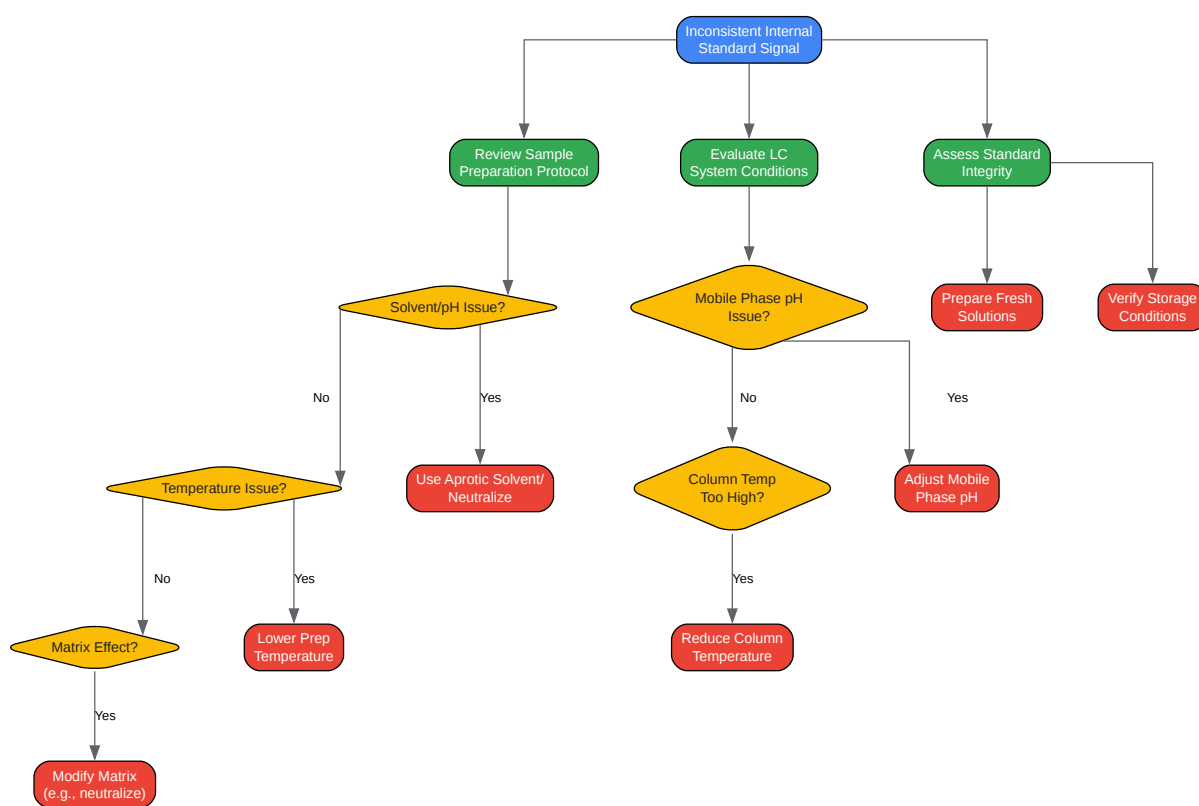 Inconsistent Internal
Standard Signal
Review Sample
Preparation Protocol
Evaluate LC
System Conditions
Assess Standard
Integrity
Solvent/pH Issue?
Mobile Phase pH
Issue?
Prepare Fresh
Solutions
Verify Storage
Conditions
No
Yes
No
Yes
Temperature Issue?
Use Aprotic Solvent/
Neutralize
Column Temp
Too High?
Adjust Mobile
Phase pH
No
Yes
Yes
Matrix Effect?
Lower Prep
Temperature
Reduce Column
Temperature
Yes
Modify Matrix
(e.g., neutralize)